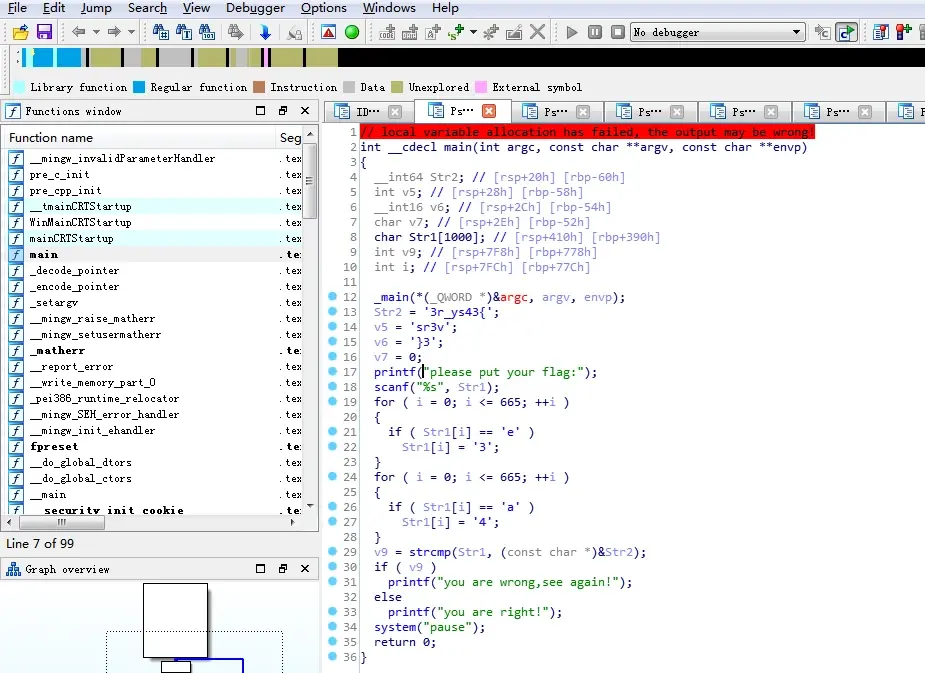 File Edit Jump Search View Debugger Options Windows Help
No debugger
Library function Regular function Instruction Data Unexplored External symbol
Functions window
ID··· Ps··· Ps··· Ps··· Ps··· Ps···
Function name Seg
__mingw_invalidParameterHandler .tex
pre_c_init .tex
pre_cpp_init .tex
__tmainCRTStartup .tex
WinMainCRTStartup .tex
mainCRTStartup .tex
main .te:
_decode_pointer .tex
_encode_pointer .tex
_setargv .tex
__mingw_raise_matherr .tex
__mingw_setusermatherr .tex
_matherr .te:
__report_error .tex
__write_memory_part_0 .tex
_pei386_runtime_relocator .tex
__mingw_SEH_error_handler .tex
__mingw_init_ehandler .tex
fpreset .te:
__do_global_dtors .tex
__do_global_ctors .tex
__main .tex
__security_init_cookie .te:
Line 7 of 99
Graph overview
1 // local variable allocation has failed, the output may be wrong!
2 int __cdecl main(int argc, const char **argv, const char **envp)
3 {
4 __int64 Str2; // [rsp+20h] [rbp-60h]
5 int v5; // [rsp+28h] [rbp-58h]
6 __int16 v6; // [rsp+2Ch] [rbp-54h]
7 char v7; // [rsp+2Eh] [rbp-52h]
8 char Str1[1000]; // [rsp+410h] [rbp+390h]
9 int v9; // [rsp+7F8h] [rbp+778h]
10 int i; // [rsp+7FCh] [rbp+77Ch]
11
12 _main(*(_QWORD *)&argc, argv, envp);
13 Str2 = '3r_ys43{';
14 v5 = 'sr3v';
15 v6 = '}3';
16 v7 = 0;
17 printf("please put your flag:");
18 scanf("%s", Str1);
19 for ( i = 0; i <= 665; ++i )
20 {
21 if ( Str1[i] == 'e' )
22 Str1[i] = '3';
23 }
24 for ( i = 0; i <= 665; ++i )
25 {
26 if ( Str1[i] == 'a' )
27 Str1[i] = '4';
28 }
29 v9 = strcmp(Str1, (const char *)&Str2);
30 if ( v9 )
31 printf("you are wrong,see again!");
32 else
33 printf("you are right!");
34 system("pause");
35 return 0;
36 }